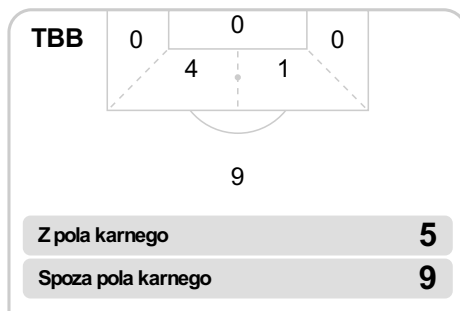 TBB 0 0 0
4 1
9
Z pola karnego 5
Spoza pola karnego 9